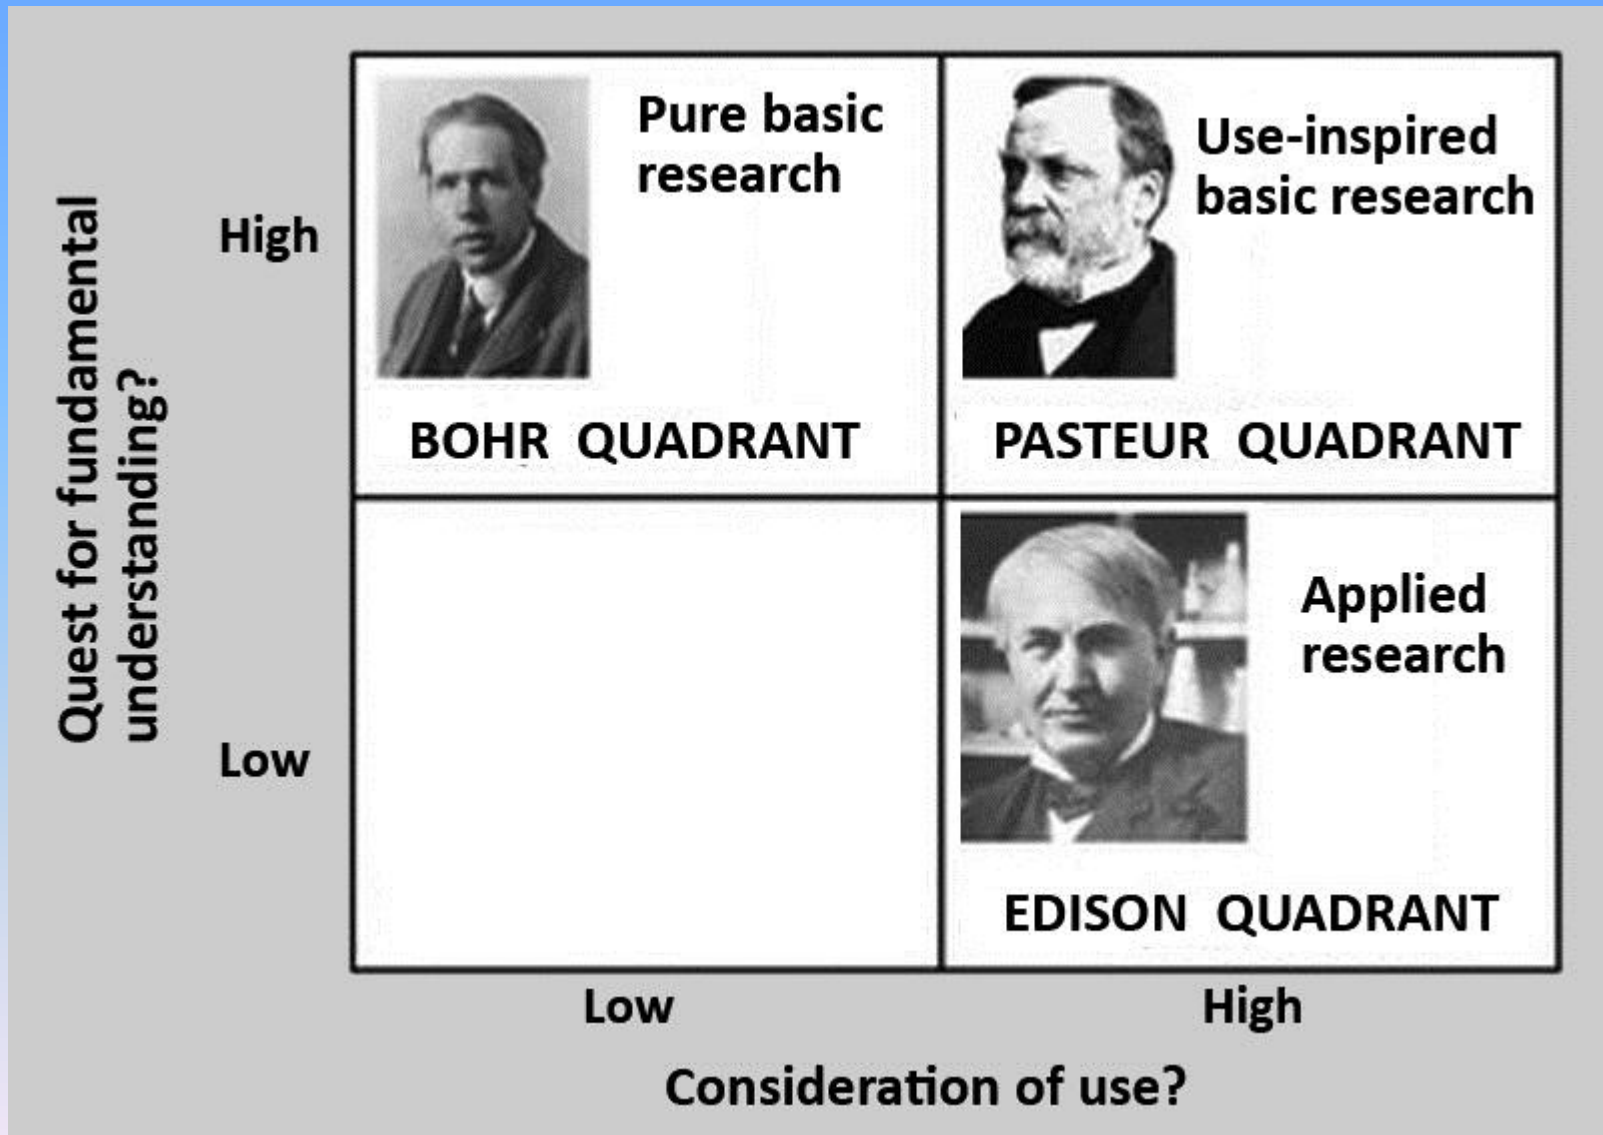 Quest for fundamental
understanding?
High
Low
Pure basic
research
BOHR QUADRANT
Use-inspired
basic research
PASTEUR QUADRANT
Applied
research
EDISON QUADRANT
Low
High
Consideration of use?